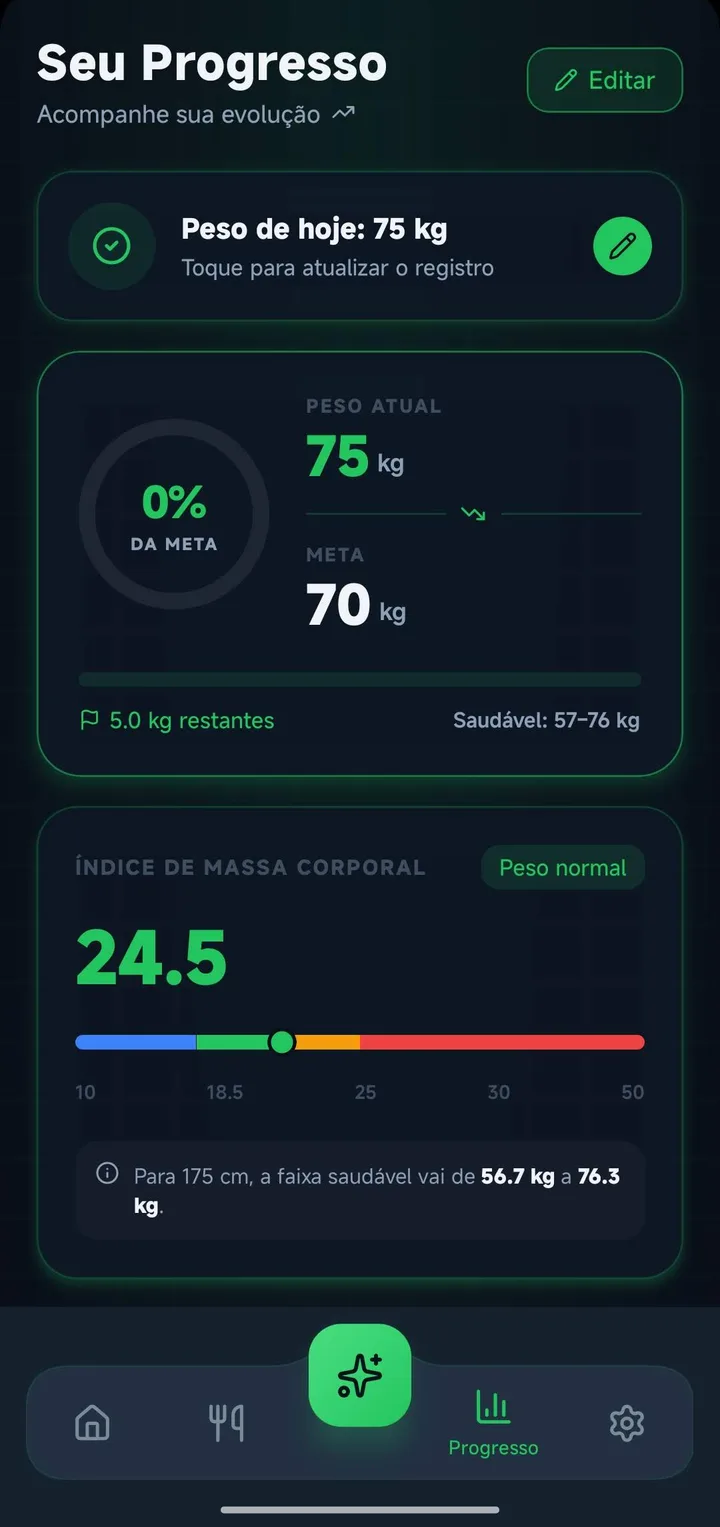 Seu Progresso
Acompanhe sua evolução
Editar
Peso de hoje: 75 kg
Toque para atualizar o registro
0%
DA META
PESO ATUAL
75 kg
META
70 kg
5.0 kg restantes
Saudável: 57–76 kg
ÍNDICE DE MASSA CORPORAL
Peso normal
24.5
10 18.5 25 30 50
Para 175 cm, a faixa saudável vai de 56.7 kg a 76.3
kg.
Progresso